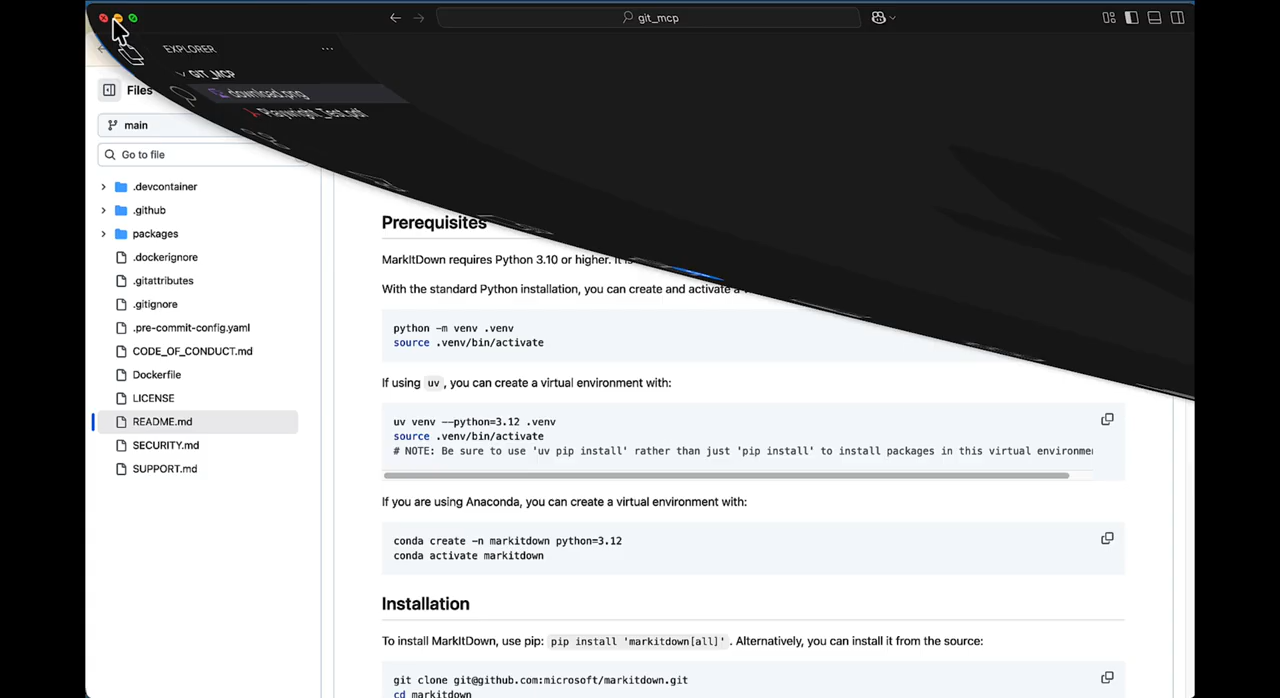 git_mcp
EXPLORER
GIT_MCP
download.png
Playwright_Test.pdf
Files
main
Go to file
.devcontainer
.github
packages
.dockerignore
.gitattributes
.gitignore
.pre-commit-config.yaml
CODE_OF_CONDUCT.md
Dockerfile
LICENSE
README.md
SECURITY.md
SUPPORT.md
Prerequisites
MarkItDown requires Python 3.10 or higher. It is
With the standard Python installation, you can create and activate a
python -m venv .venv
source .venv/bin/activate
If using uv, you can create a virtual environment with:
uv venv --python=3.12 .venv
source .venv/bin/activate
# NOTE: Be sure to use 'uv pip install' rather than just 'pip install' to install packages in this virtual environme
If you are using Anaconda, you can create a virtual environment with:
conda create -n markitdown python=3.12
conda activate markitdown
Installation
To install MarkItDown, use pip: pip install 'markitdown[all]'. Alternatively, you can install it from the source:
git clone git@github.com:microsoft/markitdown.git
cd markitdown